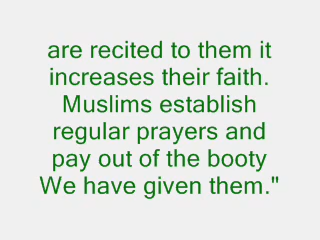 are recited to them it
increases their faith.
Muslims establish
regular prayers and
pay out of the booty
We have given them."